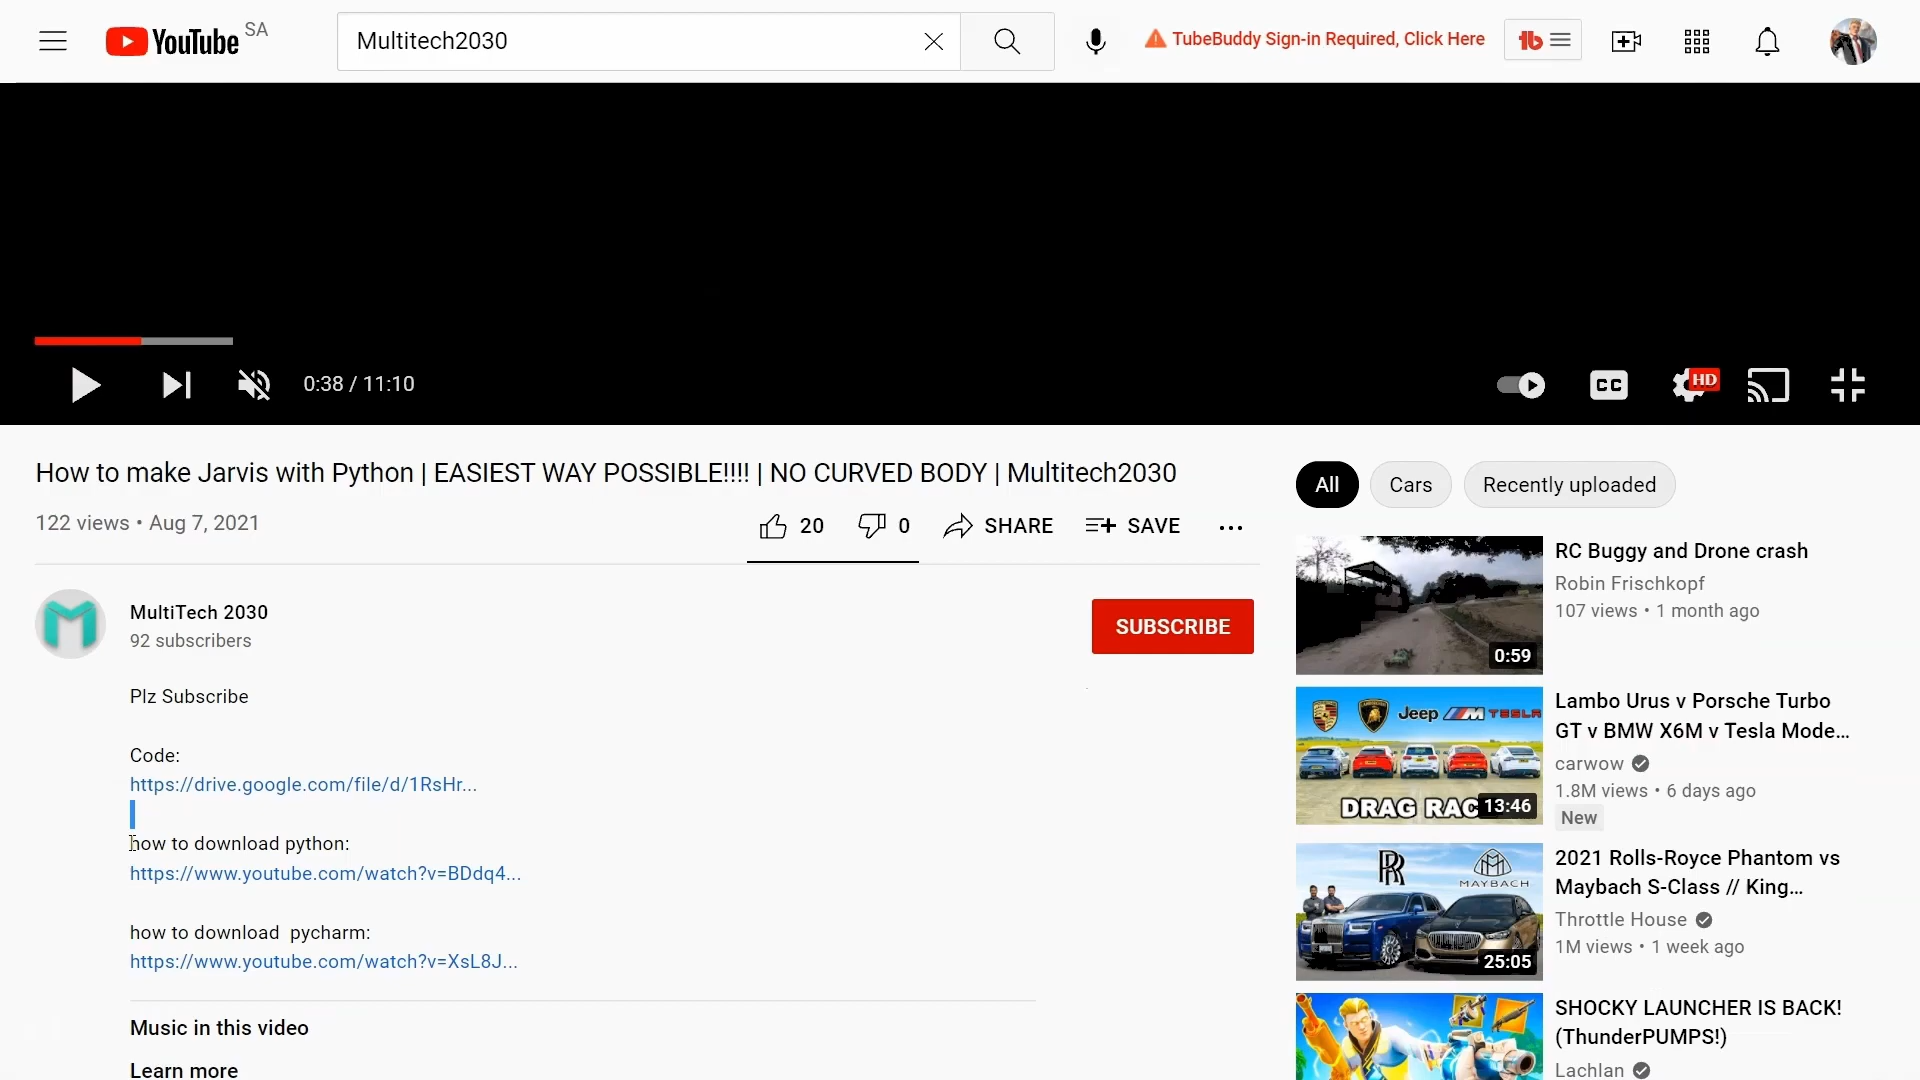 YouTube SA
Multitech2030
TubeBuddy Sign-in Required, Click Here
tb
0:38 / 11:10
CC
HD
How to make Jarvis with Python | EASIEST WAY POSSIBLE!!!! | NO CURVED BODY | Multitech2030
122 views • Aug 7, 2021
20
0
SHARE
SAVE
MultiTech 2030
92 subscribers
SUBSCRIBE
Plz Subscribe
Code:
https://drive.google.com/file/d/1RsHr...
how to download python:
https://www.youtube.com/watch?v=BDdq4...
how to download  pycharm:
https://www.youtube.com/watch?v=XsL8J...
Music in this video
Learn more
All
Cars
Recently uploaded
0:59
RC Buggy and Drone crash
Robin Frischkopf
107 views • 1 month ago
Jeep M TESLA
DRAG RAC
13:46
Lambo Urus v Porsche Turbo
GT v BMW X6M v Tesla Mode...
carwow
1.8M views • 6 days ago
New
RR
MAYBACH
25:05
2021 Rolls-Royce Phantom vs
Maybach S-Class // King...
Throttle House
1M views • 1 week ago
SHOCKY LAUNCHER IS BACK!
(ThunderPUMPS!)
Lachlan